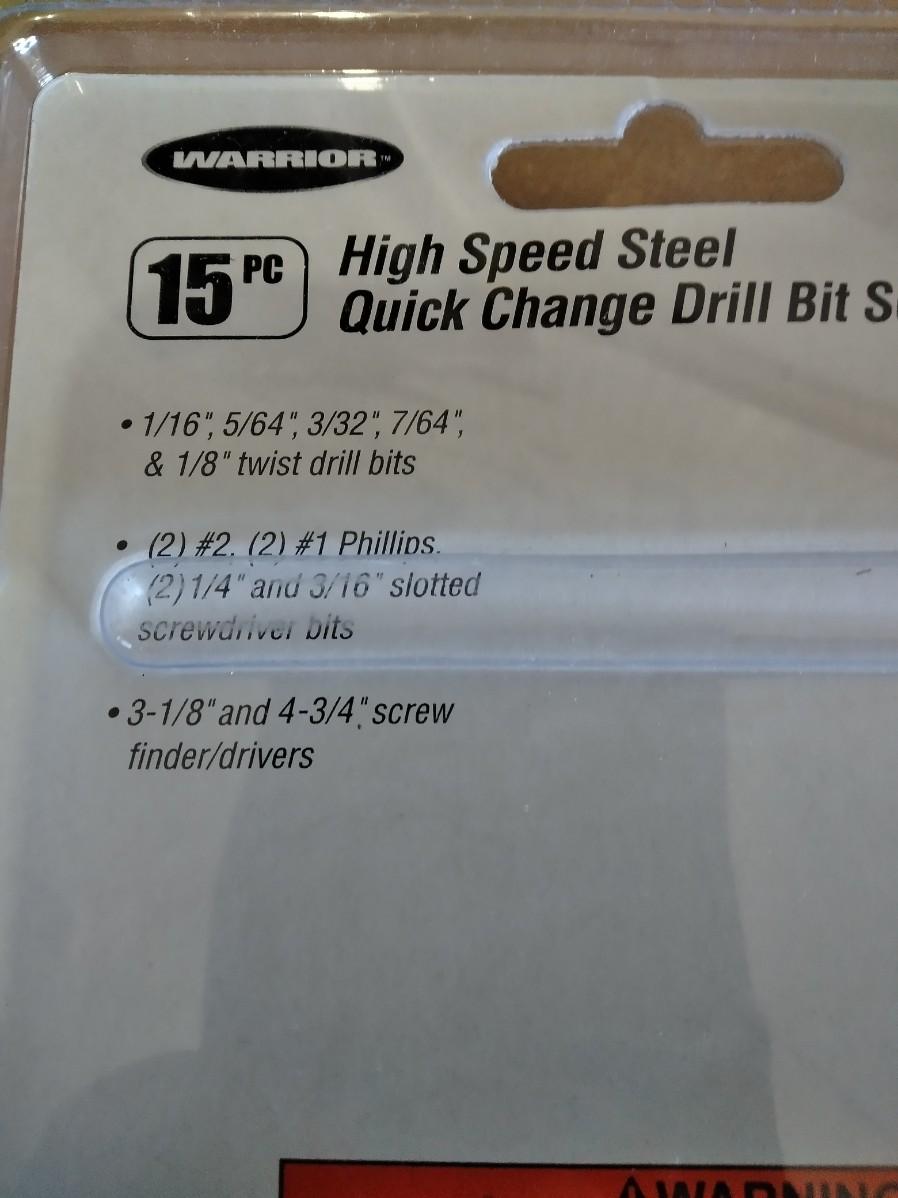 WARRIOR™
15 PC
High Speed Steel
Quick Change Drill Bit S
• 1/16", 5/64", 3/32", 7/64",
& 1/8" twist drill bits
• (2) #2, (2) #1 Phillips,
(2) 1/4" and 3/16" slotted
screwdriver bits
• 3-1/8" and 4-3/4" screw
finder/drivers
⚠WARNING